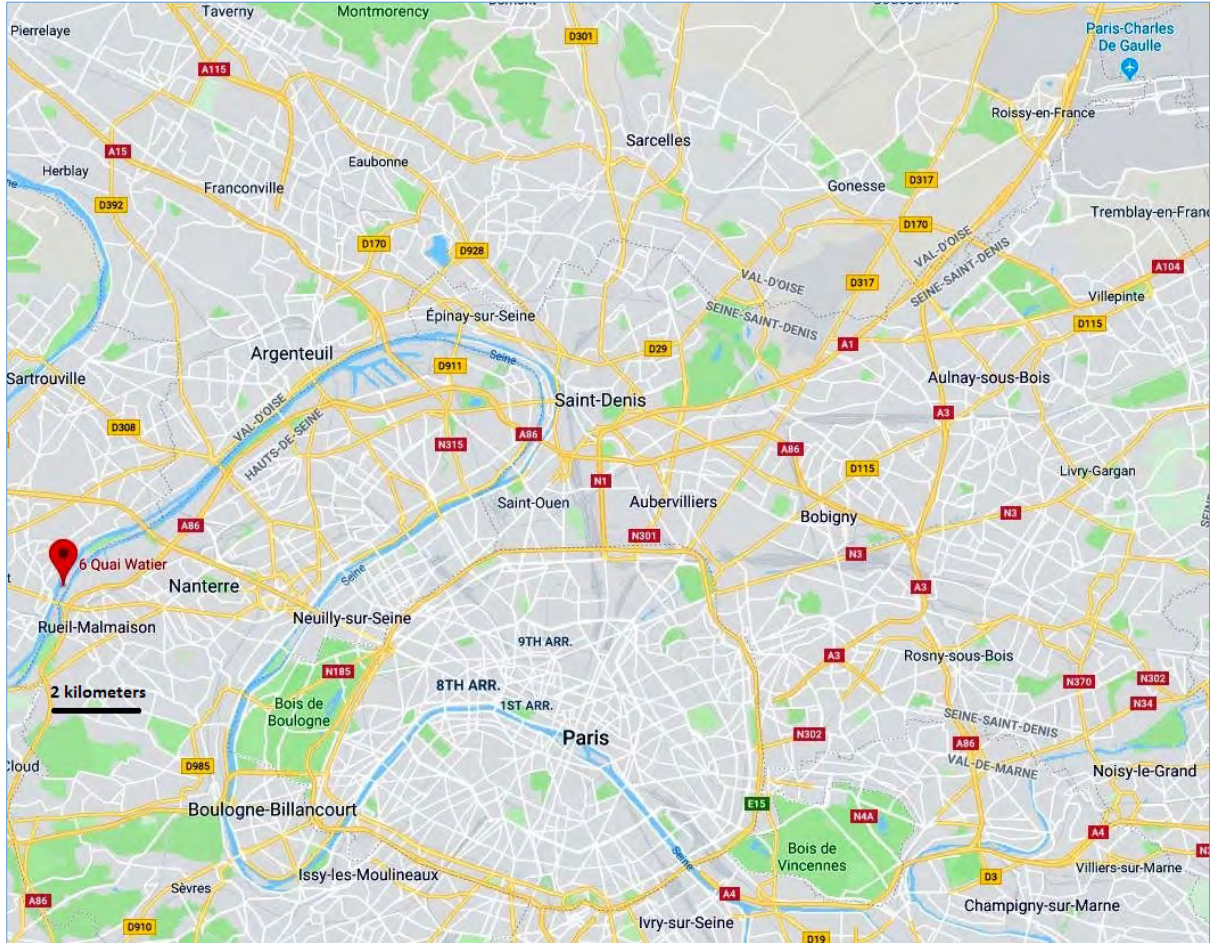 Taverny
Montmorency
D301
Pierrelaye
Paris-Charles
De Gaulle
A115
Roissy-en-France
A15
Sarcelles
Herblay
Eaubonne
D317
Franconville
Gonesse
D392
Tremblay-en-Franc
D170
D170
D928
VAL-D'OISE
A104
VAL-D'OISE
SEINE-SAINT-DENIS
D317
Villepinte
Épinay-sur-Seine
SEINE-SAINT-DENIS
D115
Argenteuil
Seine
D29
A1
D911
Sartrouville
Aulnay-sous-Bois
Saint-Denis
VAL-D'OISE
A3
D308
HAUTS-DE-SEINE
N315
A86
A86
D115
Livry-Gargan
N1
Saint-Ouen
Aubervilliers
Bobigny
N3
A86
N301
N3
6 Quai Watier
Seine
Nanterre
A3
Neuilly-sur-Seine
Rueil-Malmaison
9TH ARR.
A3
Rosny-sous-Bois
N185
8TH ARR.
N370
N302
2 kilometers
Bois de
Boulogne
1ST ARR.
N34
SEINE-SAINT-DENIS
Paris
N302
A86
D985
Cloud
VAL-DE-MARNE
Noisy-le-Grand
Boulogne-Billancourt
E15
N4A
A4
Bois de
Vincennes
Seine
Issy-les-Moulineaux
Villiers-sur-Marne
Sèvres
D3
A86
A4
Champigny-sur-Marne
D910
Ivry-sur-Seine
D19